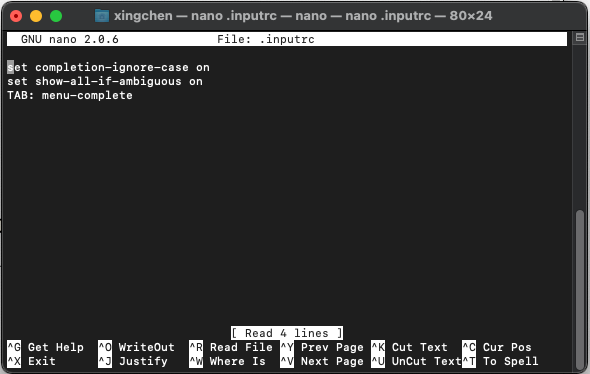 xingchen — nano .inputrc — nano — nano .inputrc — 80×24
GNU nano 2.0.6 File: .inputrc
set completion-ignore-case on
set show-all-if-ambiguous on
TAB: menu-complete
[ Read 4 lines ]
^G Get Help ^O WriteOut ^R Read File ^Y Prev Page ^K Cut Text ^C Cur Pos
^X Exit ^J Justify ^W Where Is ^V Next Page ^U UnCut Text^T To Spell